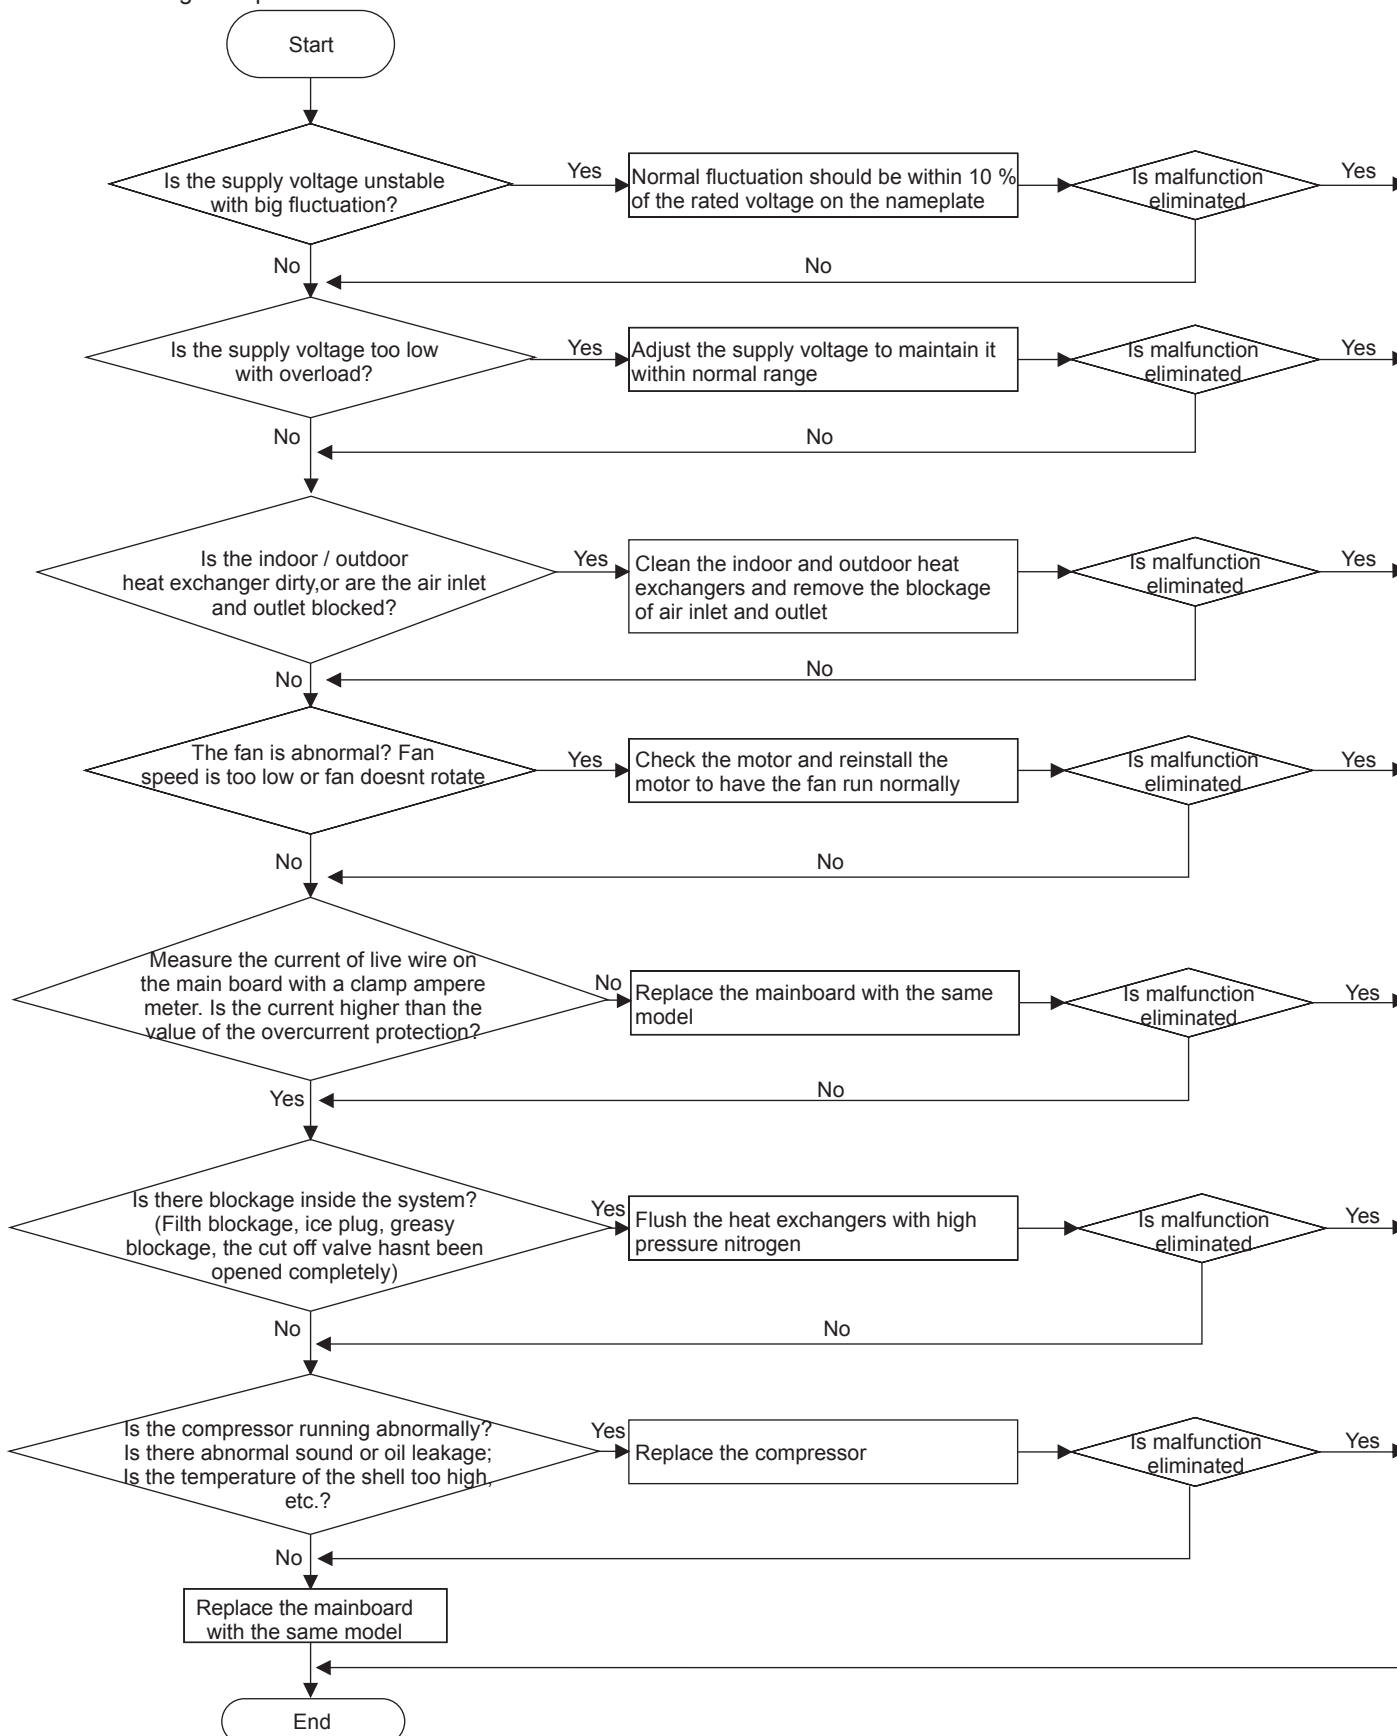 Start
Is the supply voltage unstable
with big fluctuation?
Yes
Normal fluctuation should be within 10 %
of the rated voltage on the nameplate
Is malfunction
eliminated
Yes
No
No
Is the supply voltage too low
with overload?
Yes
Adjust the supply voltage to maintain it
within normal range
Is malfunction
eliminated
Yes
No
No
Is the indoor / outdoor
heat exchanger dirty,or are the air inlet
and outlet blocked?
Yes
Clean the indoor and outdoor heat
exchangers and remove the blockage
of air inlet and outlet
Is malfunction
eliminated
Yes
No
No
The fan is abnormal? Fan
speed is too low or fan doesnt rotate
Yes
Check the motor and reinstall the
motor to have the fan run normally
Is malfunction
eliminated
Yes
No
No
Measure the current of live wire on
the main board with a clamp ampere
meter. Is the current higher than the
value of the overcurrent protection?
No
Replace the mainboard with the same
model
Is malfunction
eliminated
Yes
Yes
No
Is there blockage inside the system?
(Filth blockage, ice plug, greasy
blockage, the cut off valve hasnt been
opened completely)
Yes
Flush the heat exchangers with high
pressure nitrogen
Is malfunction
eliminated
Yes
No
No
Is the compressor running abnormally?
Is there abnormal sound or oil leakage;
Is the temperature of the shell too high,
etc.?
Yes
Replace the compressor
Is malfunction
eliminated
Yes
No
Replace the mainboard
with the same model
End